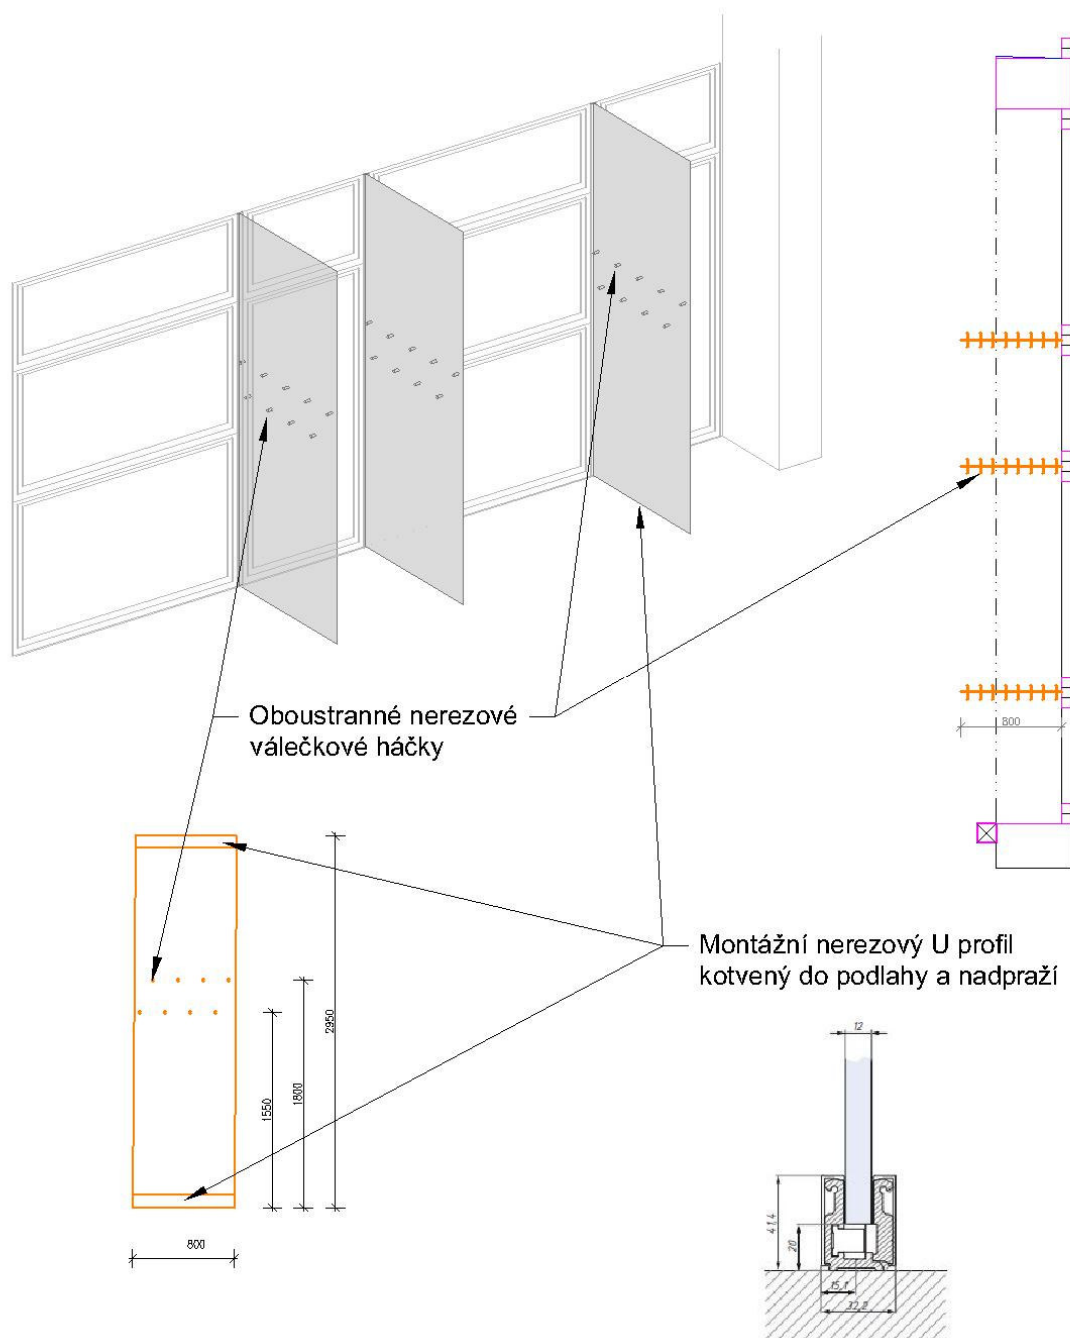 800
Oboustranné nerezové
válečkové háčky
Montážní nerezový U profil
kotvený do podlahy a nadpraží
2950
1800
1550
800
12
41,4
20
15,1
32,2